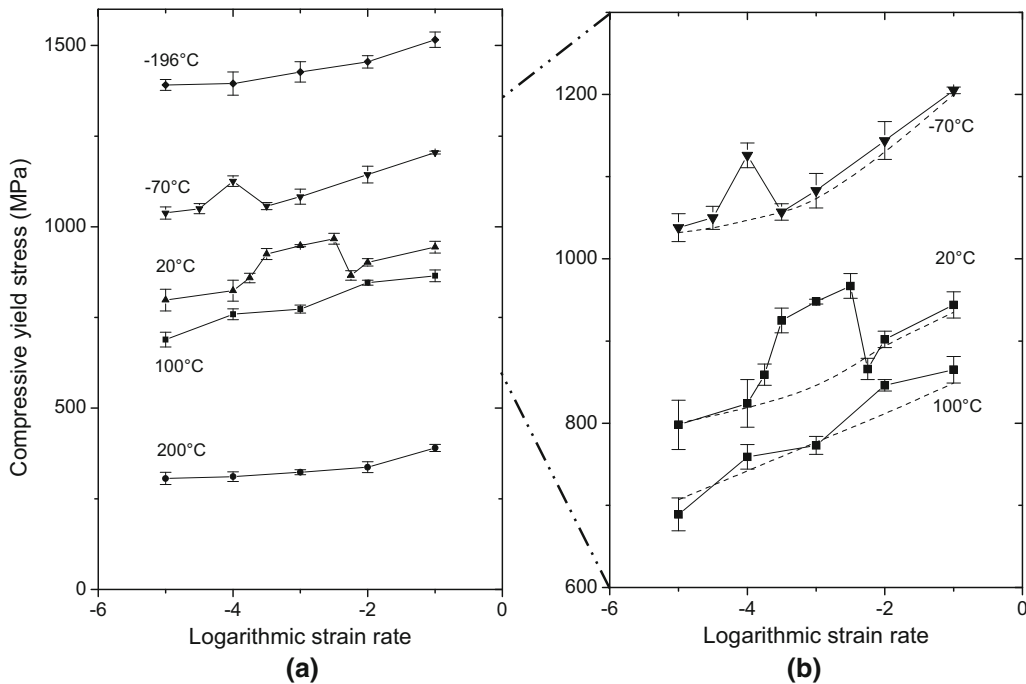 Compressive yield stress (MPa)
1500
1000
500
0
-196°C
-70°C
20°C
100°C
200°C
-6
-4
-2
0
Logarithmic strain rate
(a)
1200
1000
800
600
-70°C
20°C
100°C
-6
-4
-2
0
Logarithmic strain rate
(b)